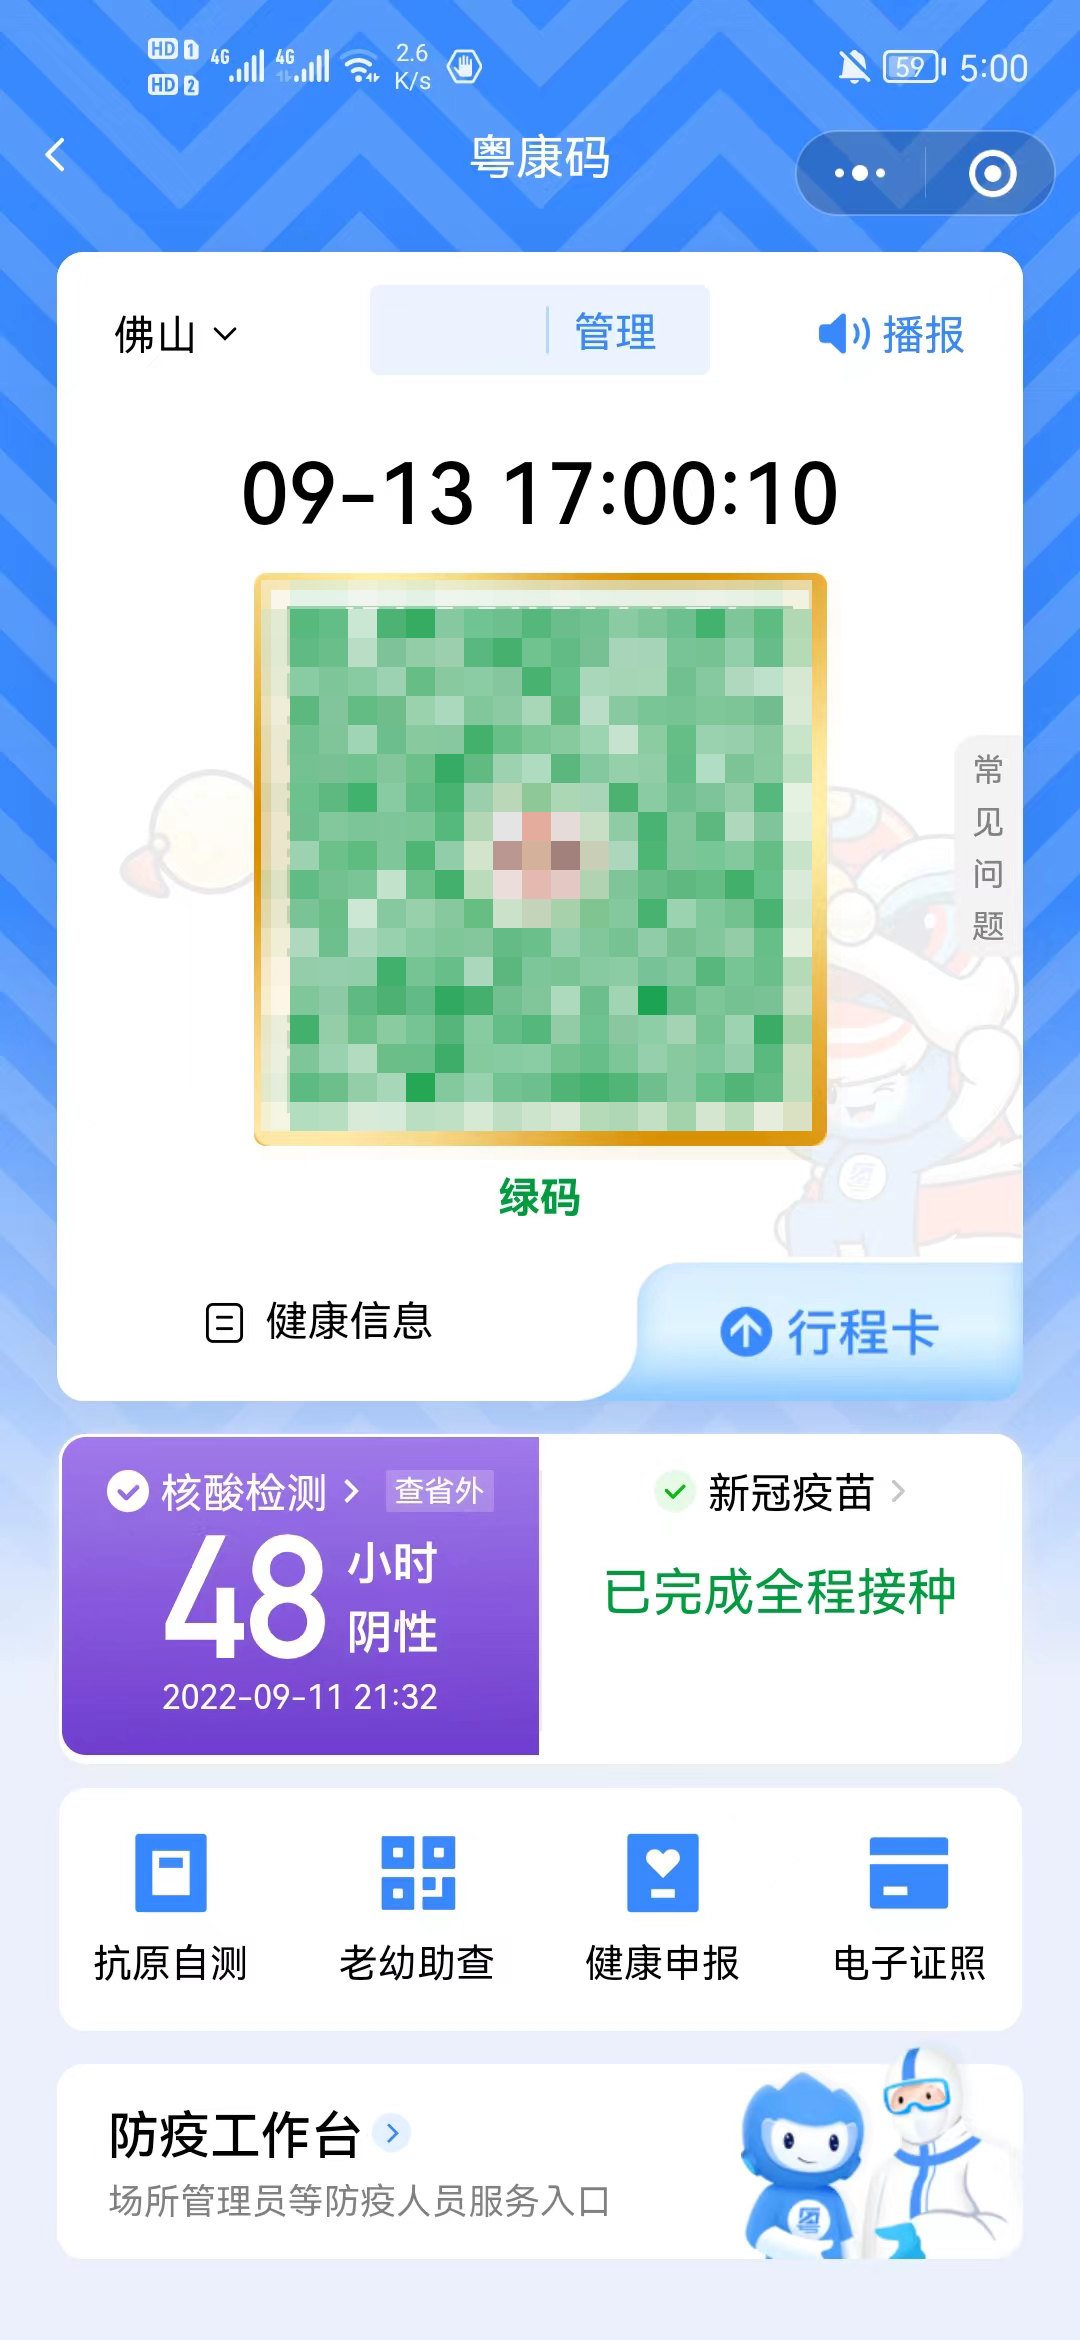 HD 1 4G 4G 2.6 59 5:00
HD 2 K/s
粤康码
佛山 管理 播报
09-13 17:00:10
常见问题
绿码
健康信息 行程卡
核酸检测 查省外 新冠疫苗
48 小时 已完成全程接种
阴性
2022-09-11 21:32
抗原自测 老幼助查 健康申报 电子证照
防疫工作台
场所管理员等防疫人员服务入口